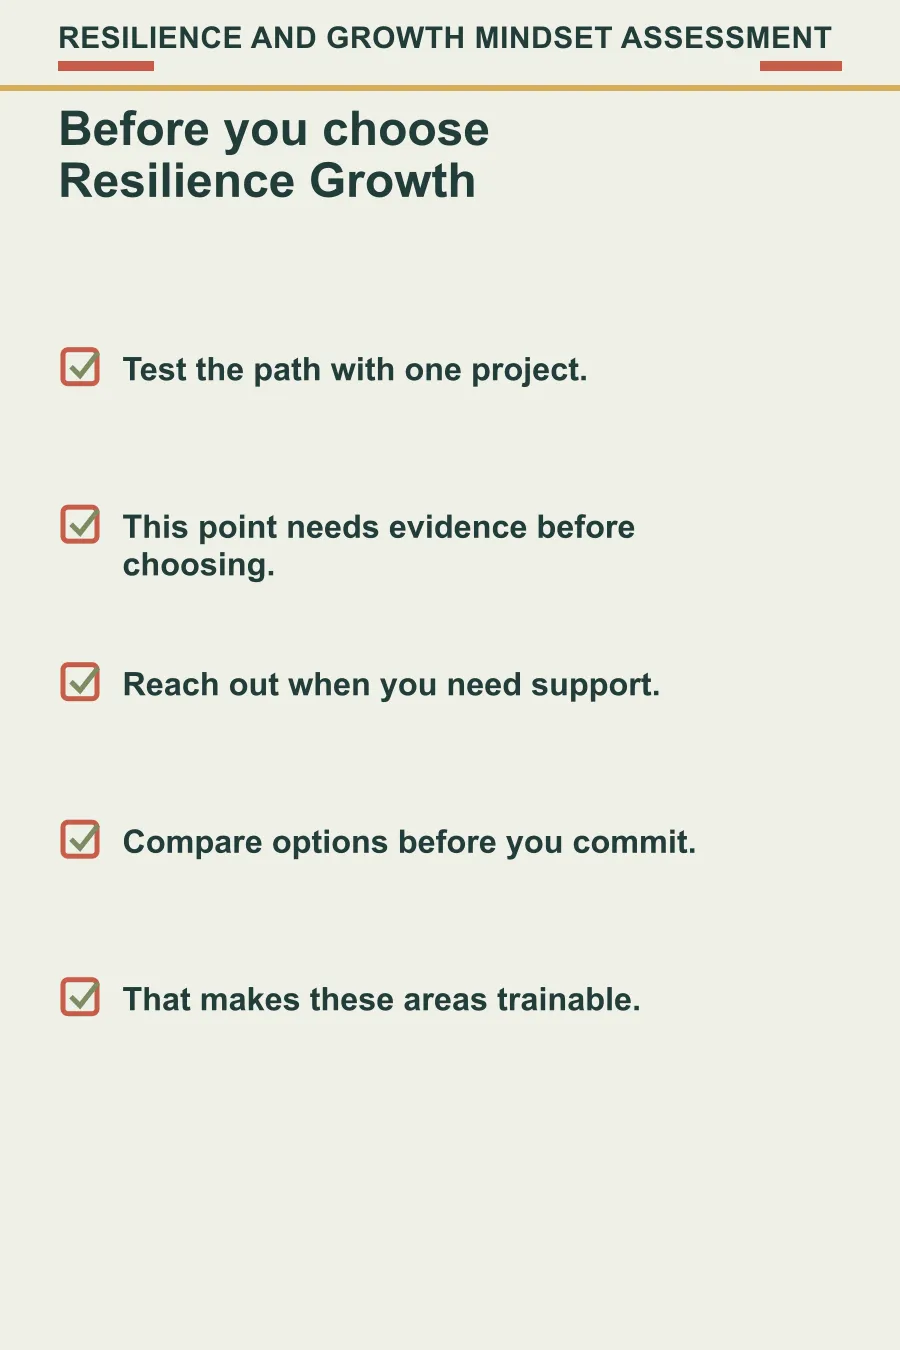 RESILIENCE AND GROWTH MINDSET ASSESSMENT
Before you choose
Resilience Growth
Test the path with one project.
This point needs evidence before
choosing.
Reach out when you need support.
Compare options before you commit.
That makes these areas trainable.